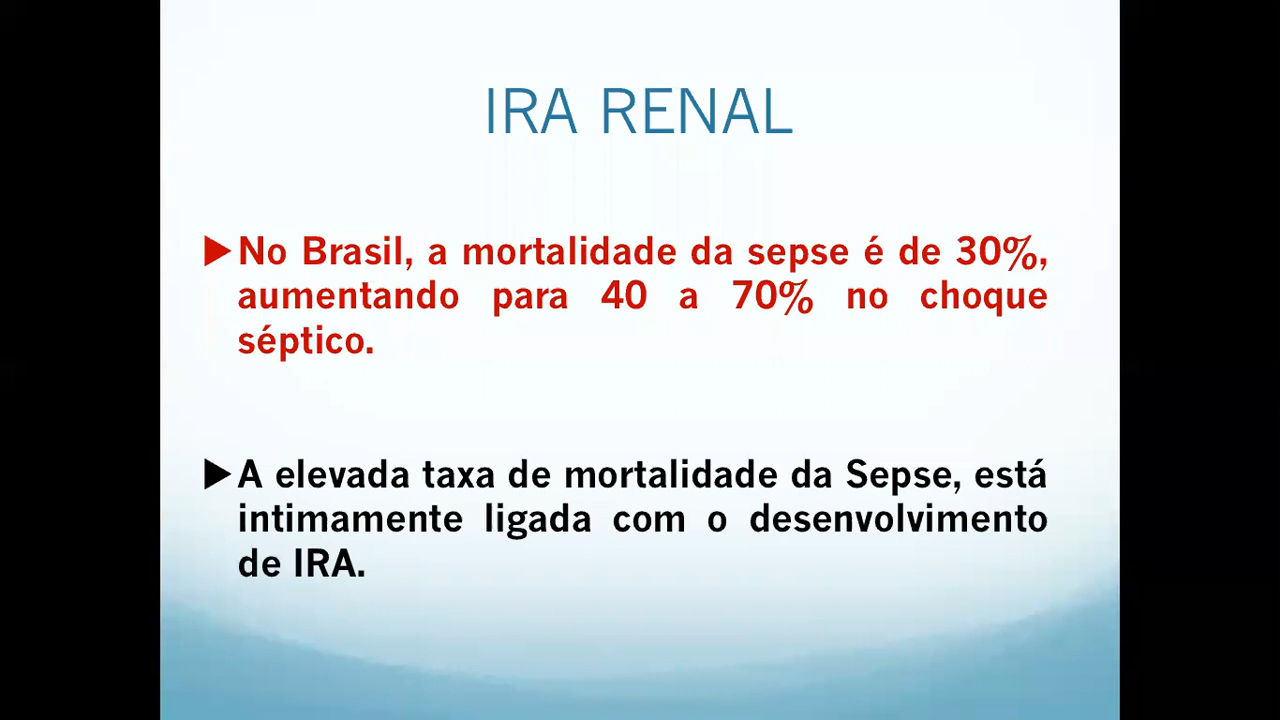 IRA RENAL
▶No Brasil, a mortalidade da sepse é de 30%,
aumentando para 40 a 70% no choque
séptico.
▶A elevada taxa de mortalidade da Sepse, está
intimamente ligada com o desenvolvimento
de IRA.